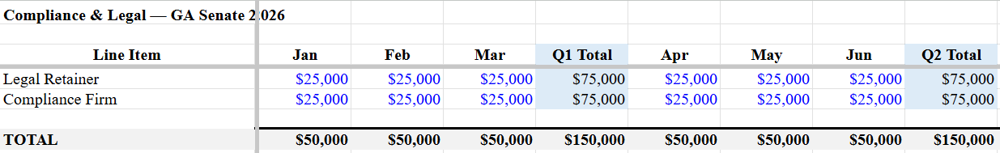 Compliance & Legal — GA Senate 2026
Line Item Jan Feb Mar Q1 Total Apr May Jun Q2 Total
Legal Retainer $25,000 $25,000 $25,000 $75,000 $25,000 $25,000 $25,000 $75,000
Compliance Firm $25,000 $25,000 $25,000 $75,000 $25,000 $25,000 $25,000 $75,000
TOTAL $50,000 $50,000 $50,000 $150,000 $50,000 $50,000 $50,000 $150,000